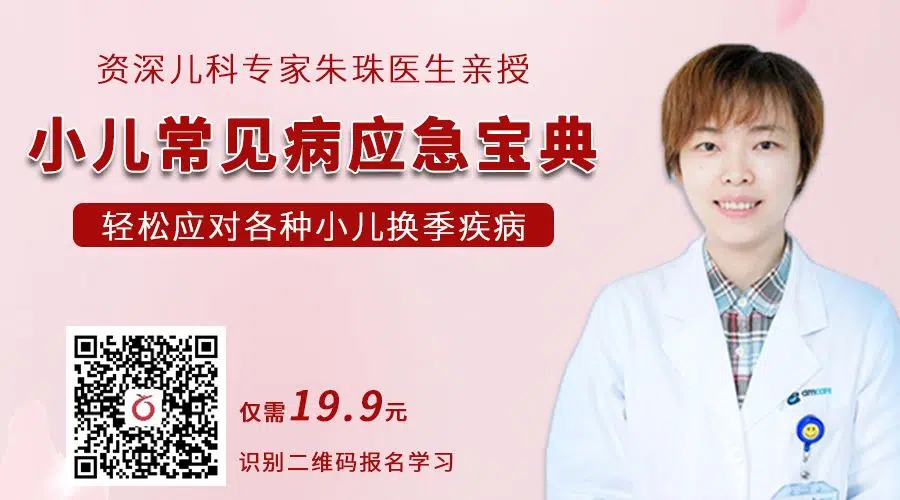 资深儿科专家朱珠医生亲授
小儿常见病应急宝典
轻松应对各种小儿换季疾病
amcare
仅需19.9元
识别二维码报名学习